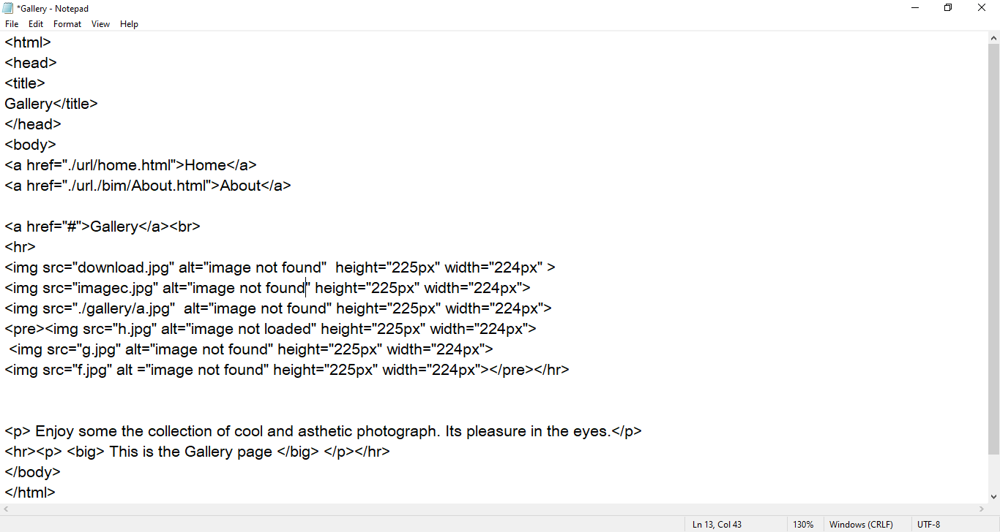 *Gallery - Notepad
File Edit Format View Help
<html>
<head>
<title>
Gallery</title>
</head>
<body>
<a href="./url/home.html">Home</a>
<a href="./url./bim/About.html">About</a>
<a href="#">Gallery</a><br>
<hr>
<img src="download.jpg" alt="image not found"  height="225px" width="224px" >
<img src="imagec.jpg" alt="image not found" height="225px" width="224px">
<img src="./gallery/a.jpg"  alt="image not found" height="225px" width="224px">
<pre><img src="h.jpg" alt="image not loaded" height="225px" width="224px">
 <img src="g.jpg" alt="image not found" height="225px" width="224px">
<img src="f.jpg" alt ="image not found" height="225px" width="224px"></pre></hr>
<p> Enjoy some the collection of cool and asthetic photograph. Its pleasure in the eyes.</p>
<hr><p> <big> This is the Gallery page </big> </p></hr>
</body>
</html>
Ln 13, Col 43 130% Windows (CRLF) UTF-8